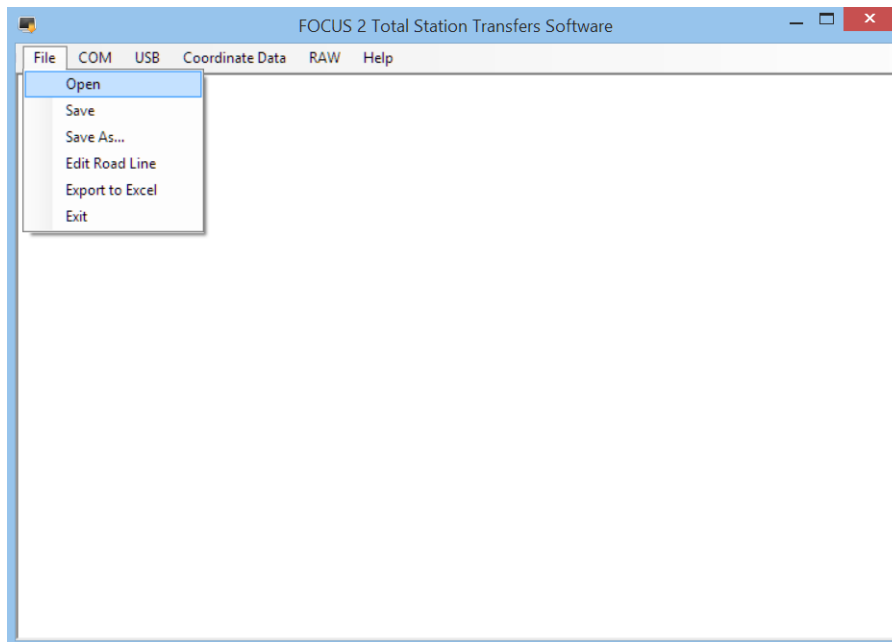 FOCUS 2 Total Station Transfers Software
File COM USB Coordinate Data RAW Help
Open
Save
Save As...
Edit Road Line
Export to Excel
Exit